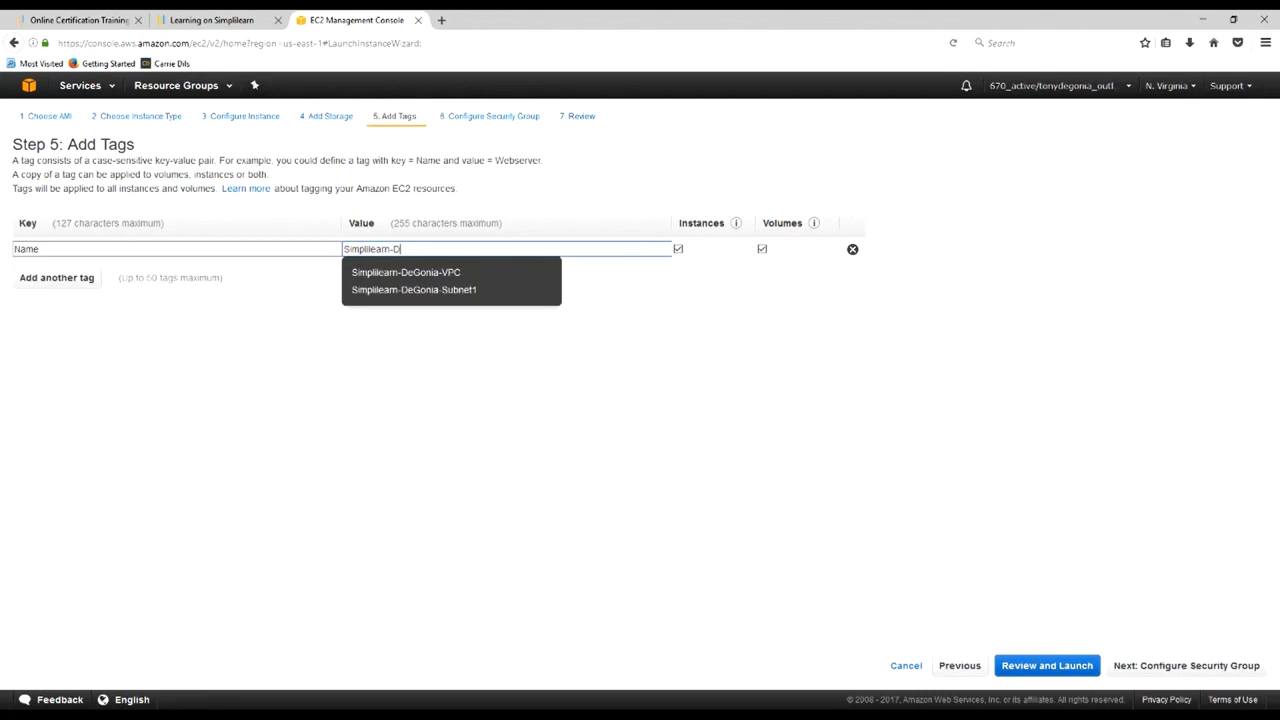 Online Certification Training
Learning on Simplilearn
EC2 Management Console
https://console.aws.amazon.com/ec2/v2/home?region=us-east-1#LaunchInstanceWizard:
Search
Most Visited
Getting Started
Carrie Dils
Services
Resource Groups
670_active/tonydegonia_outl...
N. Virginia
Support
1 Choose AMI
2 Choose Instance Type
3 Configure Instance
4 Add Storage
5. Add Tags
6 Configure Security Group
7 Review
Step 5: Add Tags
A tag consists of a case-sensitive key-value pair. For example, you could define a tag with key = Name and value = Webserver.
A copy of a tag can be applied to volumes, instances or both.
Tags will be applied to all instances and volumes. Learn more about tagging your Amazon EC2 resources.
Key (127 characters maximum)
Value (255 characters maximum)
Instances
Volumes
Name
Simplilearn-D
Simplilearn-DeGonia-VPC
Simplilearn-DeGonia-Subnet1
Add another tag (Up to 50 tags maximum)
Cancel
Previous
Review and Launch
Next: Configure Security Group
Feedback
English
© 2008 - 2017, Amazon Web Services, Inc. or its affiliates. All rights reserved.
Privacy Policy
Terms of Use